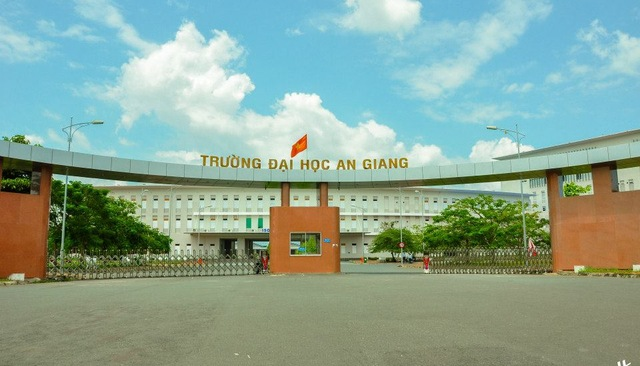 TRƯỜNG ĐẠI HỌC AN GIANG